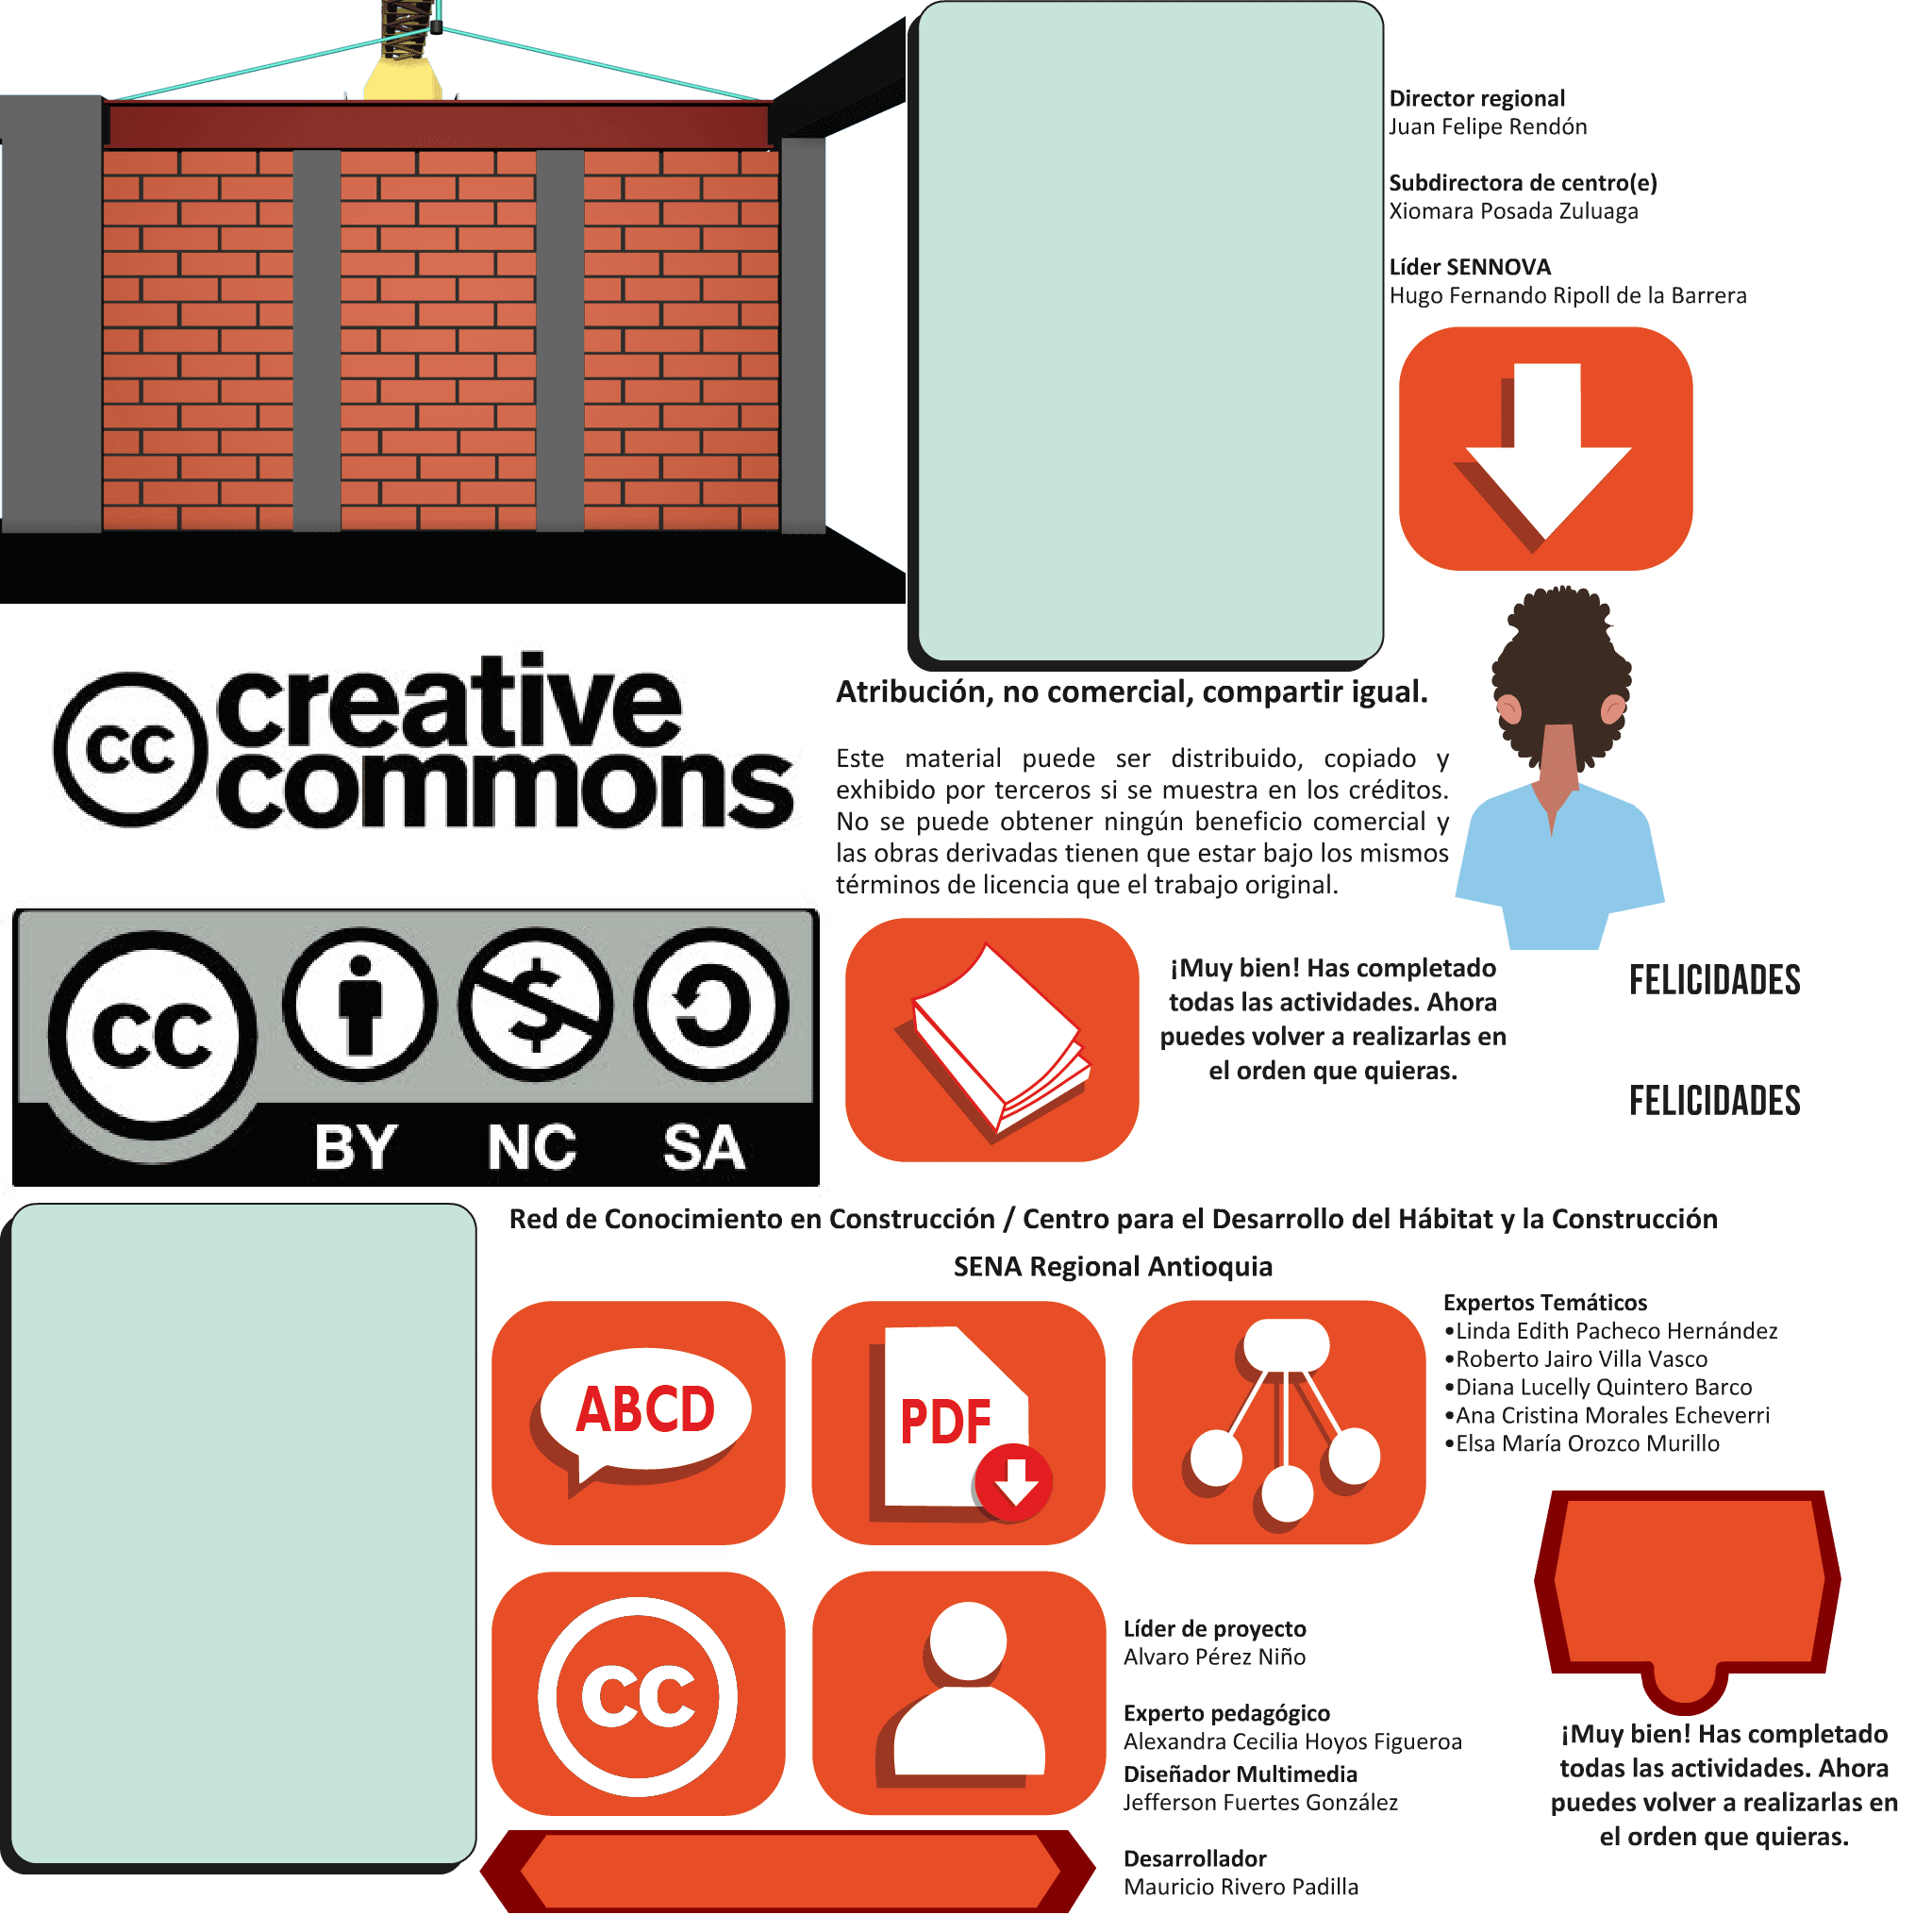 Director regional
Juan Felipe Rendón
Subdirectora de centro(e)
Xiomara Posada Zuluaga
Líder SENNOVA
Hugo Fernando Ripoll de la Barrera
cc creative
commons
Atribución, no comercial, compartir igual.
Este material puede ser distribuido, copiado y
exhibido por terceros si se muestra en los créditos.
No se puede obtener ningún beneficio comercial y
las obras derivadas tienen que estar bajo los mismos
términos de licencia que el trabajo original.
cc
BY NC SA
¡Muy bien! Has completado
todas las actividades. Ahora
puedes volver a realizarlas en
el orden que quieras.
FELICIDADES
FELICIDADES
Red de Conocimiento en Construcción / Centro para el Desarrollo del Hábitat y la Construcción
SENA Regional Antioquia
ABCD
PDF
Expertos Temáticos
•Linda Edith Pacheco Hernández
•Roberto Jairo Villa Vasco
•Diana Lucelly Quintero Barco
•Ana Cristina Morales Echeverri
•Elsa María Orozco Murillo
cc
Líder de proyecto
Alvaro Pérez Niño
Experto pedagógico
Alexandra Cecilia Hoyos Figueroa
Diseñador Multimedia
Jefferson Fuertes González
Desarrollador
Mauricio Rivero Padilla
¡Muy bien! Has completado
todas las actividades. Ahora
puedes volver a realizarlas en
el orden que quieras.